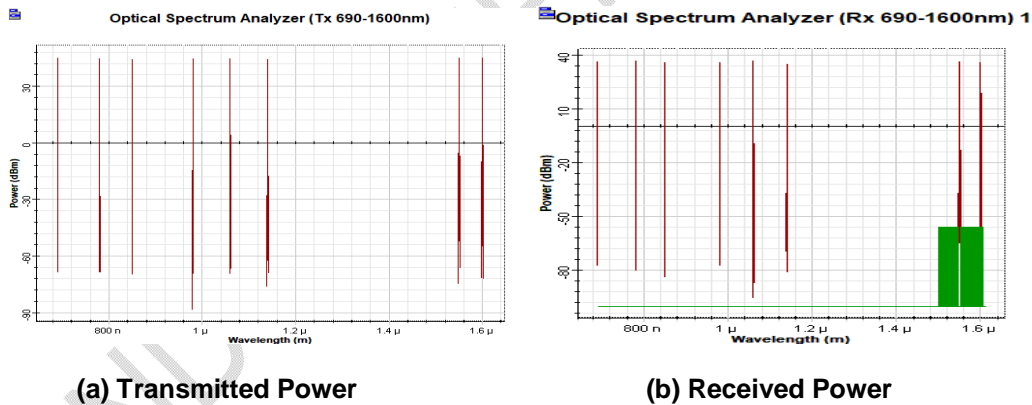 Optical Spectrum Analyzer (Tx 690-1600nm)
30
0
-30
-60
-90
Power (dBm)
800 n
1 µ
1.2 µ
1.4 µ
1.6 µ
Wavelength (m)
(a) Transmitted Power
Optical Spectrum Analyzer (Rx 690-1600nm) 1
40
10
-20
-50
-80
Power (dBm)
800 n
1 µ
1.2 µ
1.4 µ
1.6 µ
Wavelength (m)
(b) Received Power